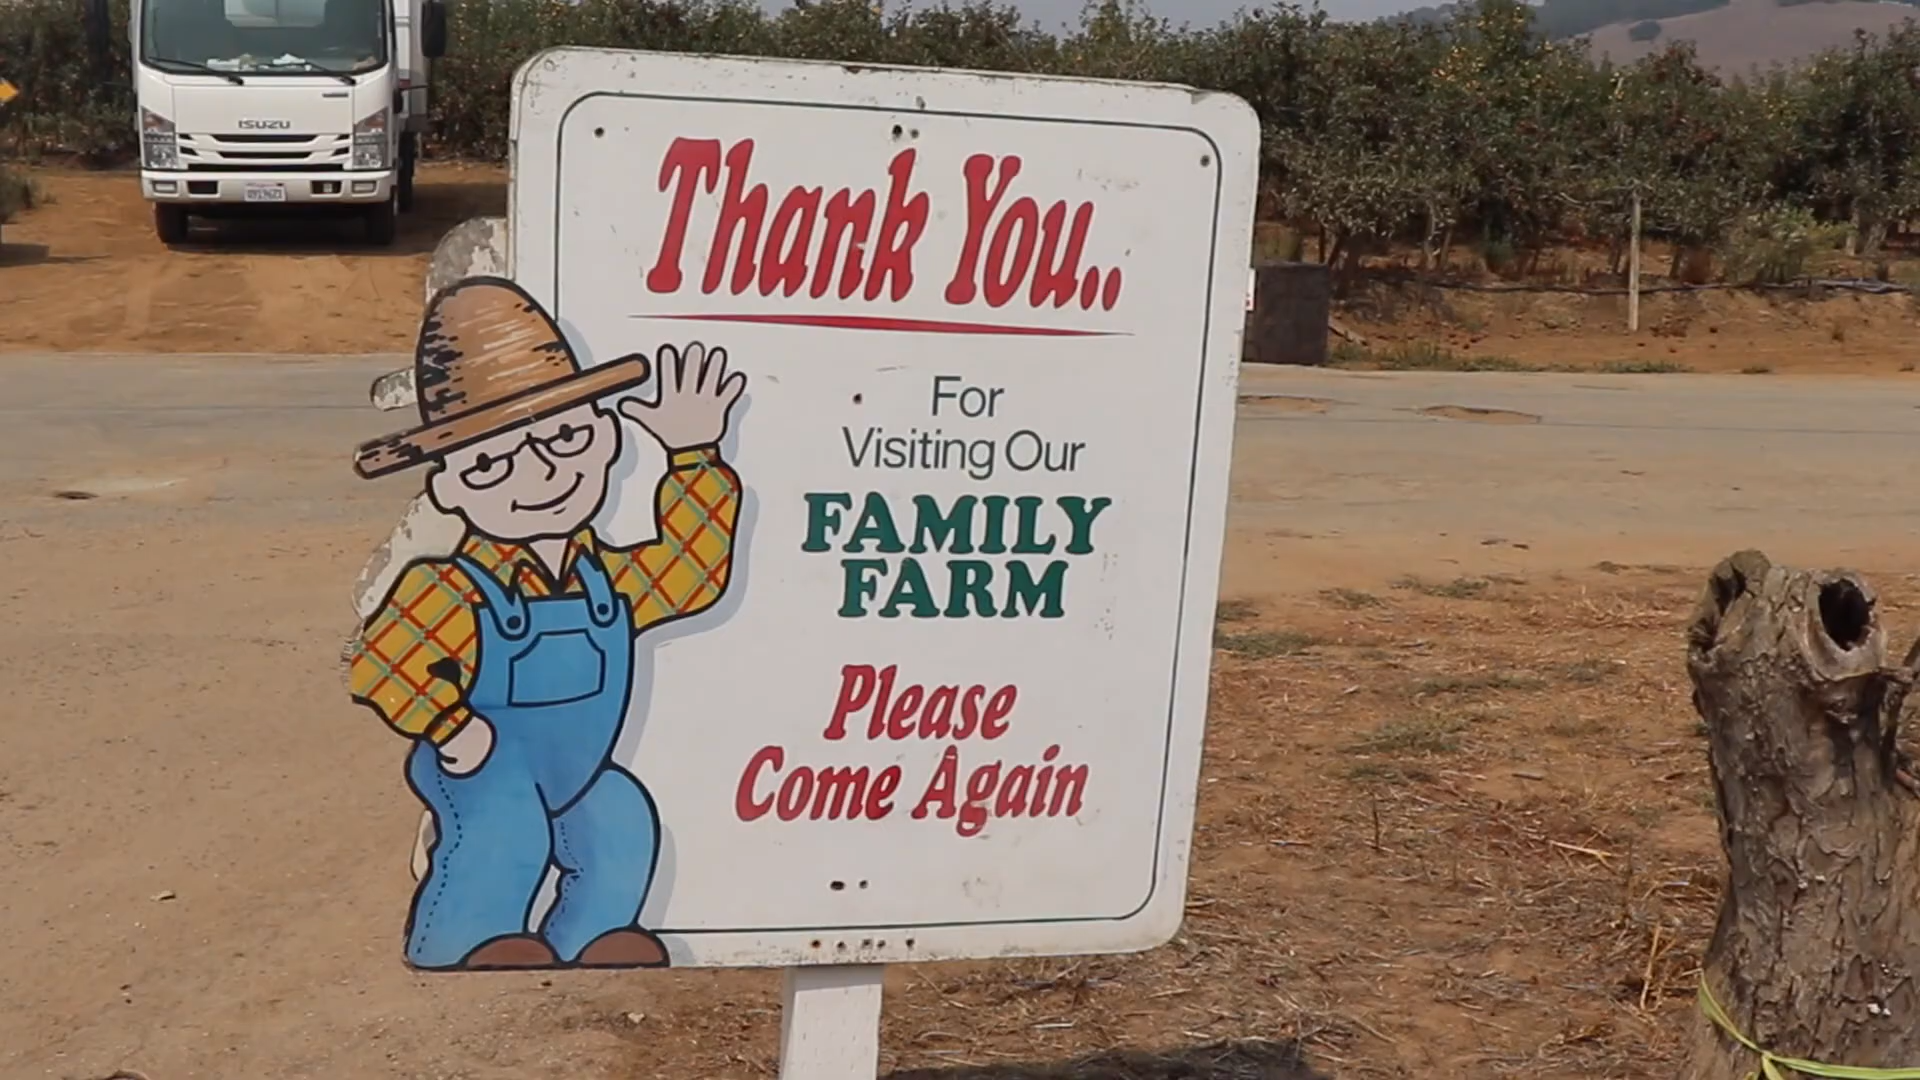 ISUZU
Thank You..
For
Visiting Our
FAMILY
FARM
Please
Come Again